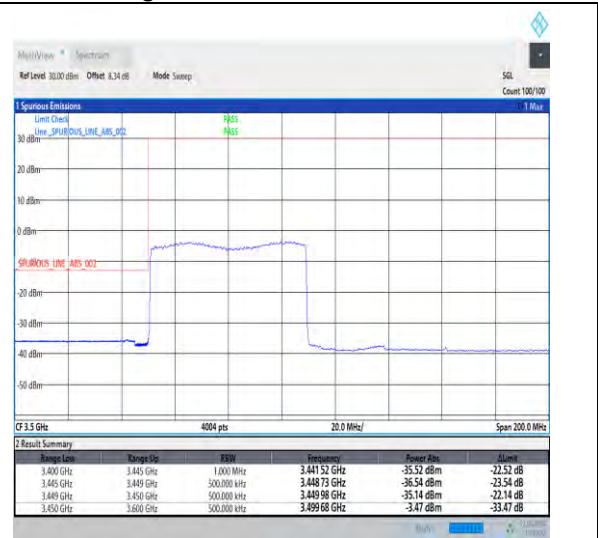 MultiView Spectrum
Ref Level 30.00 dBm Offset 8.34 dB Mode Sweep SGL
Count 100/100
1 Spurious Emissions 1 Max
Limit Check PASS
Line _SPURIOUS_LINE_ABS_002 PASS
30 dBm
20 dBm
10 dBm
0 dBm
SPURIOUS_LINE_ABS_002
-20 dBm
-30 dBm
-40 dBm
-50 dBm
CF 3.5 GHz 4004 pts 20.0 MHz/ Span 200.0 MHz
2 Result Summary
Range Low Range Up RBW Frequency Power Abs ΔLimit
3.400 GHz 3.445 GHz 1.000 MHz 3.441 52 GHz -35.52 dBm -22.52 dB
3.445 GHz 3.449 GHz 500.000 kHz 3.448 73 GHz -36.54 dBm -23.54 dB
3.449 GHz 3.450 GHz 500.000 kHz 3.449 98 GHz -35.14 dBm -22.14 dB
3.450 GHz 3.600 GHz 500.000 kHz 3.499 68 GHz -3.47 dBm -33.47 dB